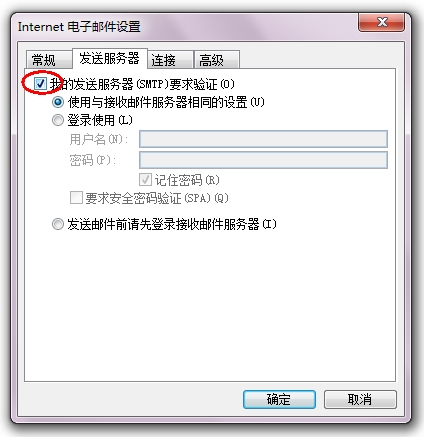 Internet 电子邮件设置
常规 发送服务器 连接 高级
我的发送服务器(SMTP)要求验证(O)
使用与接收邮件服务器相同的设置(U)
登录使用(L)
用户名(N):
密码(P):
记住密码(R)
要求安全密码验证(SPA)(Q)
发送邮件前请先登录接收邮件服务器(I)
确定 取消